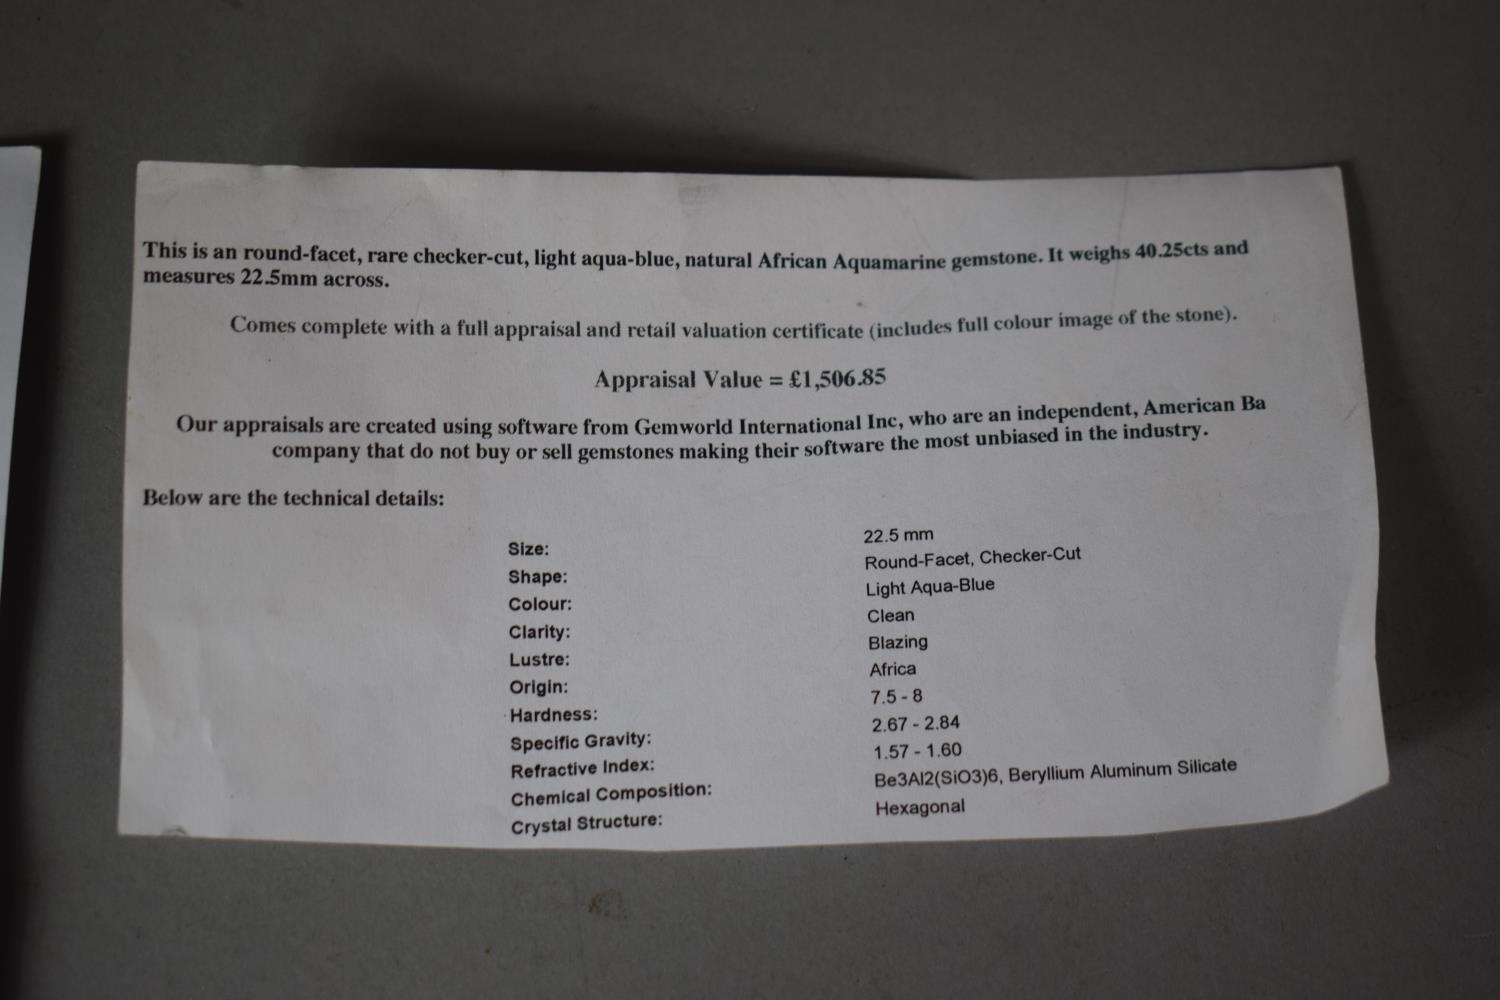 This is an round-facet, rare checker-cut, light aqua-blue, natural African Aquamarine gemstone. It weighs 40.25cts and
measures 22.5mm across.
Comes complete with a full appraisal and retail valuation certificate (includes full colour image of the stone).
Appraisal Value = £1,506.85
Our appraisals are created using software from Gemworld International Inc, who are an independent, American Ba
company that do not buy or sell gemstones making their software the most unbiased in the industry.
Below are the technical details:
Size: 22.5 mm
Shape: Round-Facet, Checker-Cut
Colour: Light Aqua-Blue
Clarity: Clean
Lustre: Blazing
Origin: Africa
Hardness: 7.5 - 8
Specific Gravity: 2.67 - 2.84
Refractive Index: 1.57 - 1.60
Chemical Composition: Be3Al2(SiO3)6, Beryllium Aluminum Silicate
Crystal Structure: Hexagonal